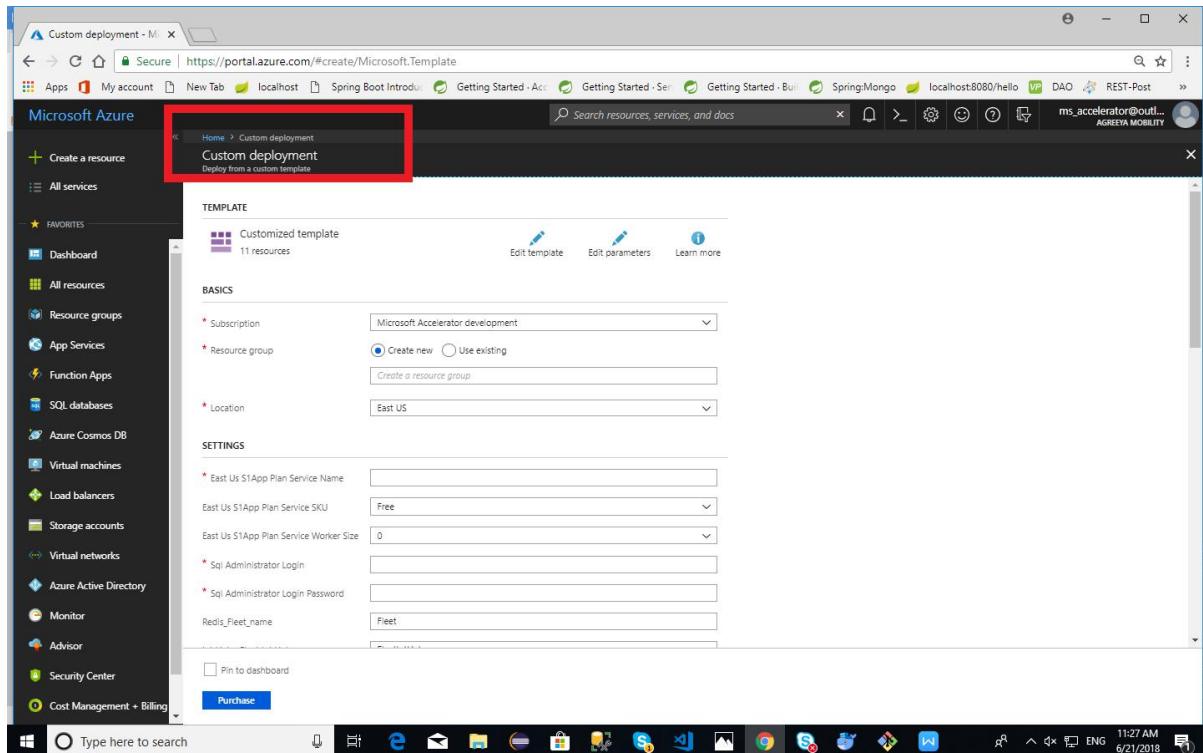 Custom deployment - Mi
Secure | https://portal.azure.com/#create/Microsoft.Template
Apps My account New Tab localhost Spring Boot Introdu Getting Started · Acc Getting Started · Ser Getting Started · Buil Spring:Mongo localhost:8080/hello VP DAO REST-Post »
Microsoft Azure
Search resources, services, and docs
ms_accelerator@outl...
AGREEYA MOBILITY
Home > Custom deployment
Custom deployment
Deploy from a custom template
Create a resource
All services
FAVORITES
Dashboard
All resources
Resource groups
App Services
Function Apps
SQL databases
Azure Cosmos DB
Virtual machines
Load balancers
Storage accounts
Virtual networks
Azure Active Directory
Monitor
Advisor
Security Center
Cost Management + Billing
TEMPLATE
Customized template
11 resources
Edit template
Edit parameters
Learn more
BASICS
* Subscription
Microsoft Accelerator development
* Resource group
Create new Use existing
Create a resource group
* Location
East US
SETTINGS
* East Us S1App Plan Service Name
East Us S1App Plan Service SKU
Free
East Us S1App Plan Service Worker Size
0
* Sql Administrator Login
* Sql Administrator Login Password
Redis_Fleet_name
Fleet
Pin to dashboard
Purchase
Type here to search
ENG
11:27 AM
6/21/2018